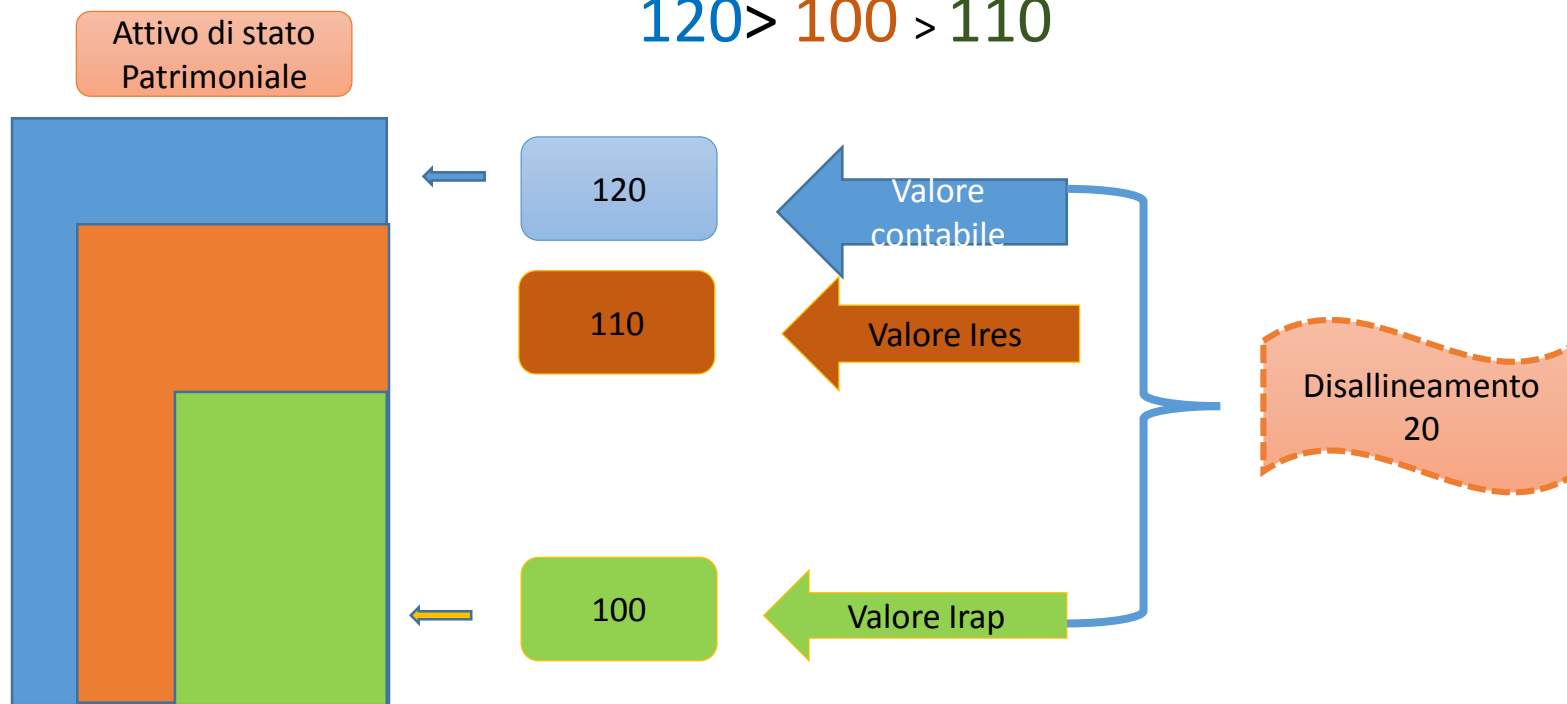 120> 100 > 110
Attivo di stato
Patrimoniale
120
Valore
contabile
110
Valore Ires
Disallineamento
20
100
Valore Irap